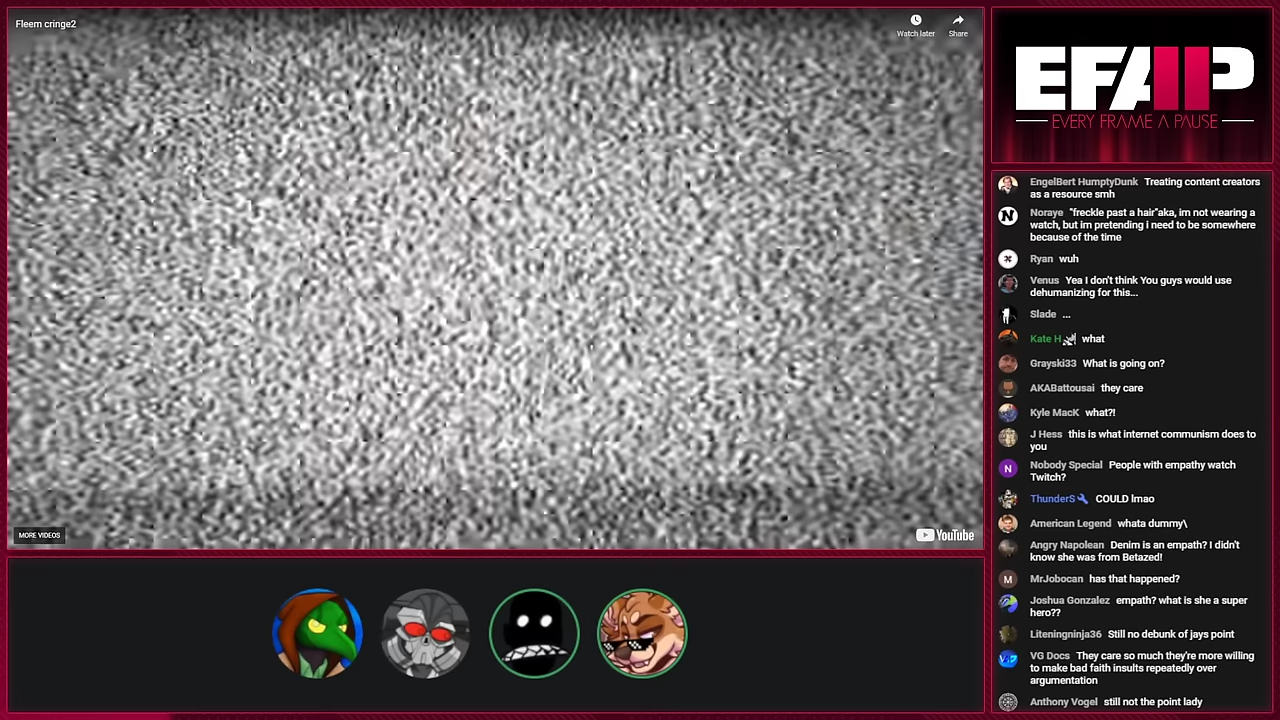 Fleem cringe2
Watch later
Share
MORE VIDEOS
YouTube
EFAP
EVERY FRAME A PAUSE
EngelBert HumptyDunk Treating content creators
as a resource smh
Noraye "freckle past a hair"aka, im not wearing a
watch, but im pretending I need to be somewhere
because of the time
Ryan wuh
Venus Yea I don't think You guys would use
dehumanizing for this...
Slade ...
Kate H what
Grayski33 What is going on?
AKABattousai they care
Kyle MacK what?!
J Hess this is what internet communism does to
you
N
Nobody Special People with empathy watch
Twitch?
ThunderS COULD lmao
American Legend whata dummy\
Angry Napolean Denim is an empath? I didn't
know she was from Betazed!
M
MrJobocan has that happened?
Joshua Gonzalez empath? what is she a super
hero??
Liteningninja36 Still no debunk of jays point
VG Docs They care so much they're more willing
to make bad faith insults repeatedly over
argumentation
Anthony Vogel still not the point lady